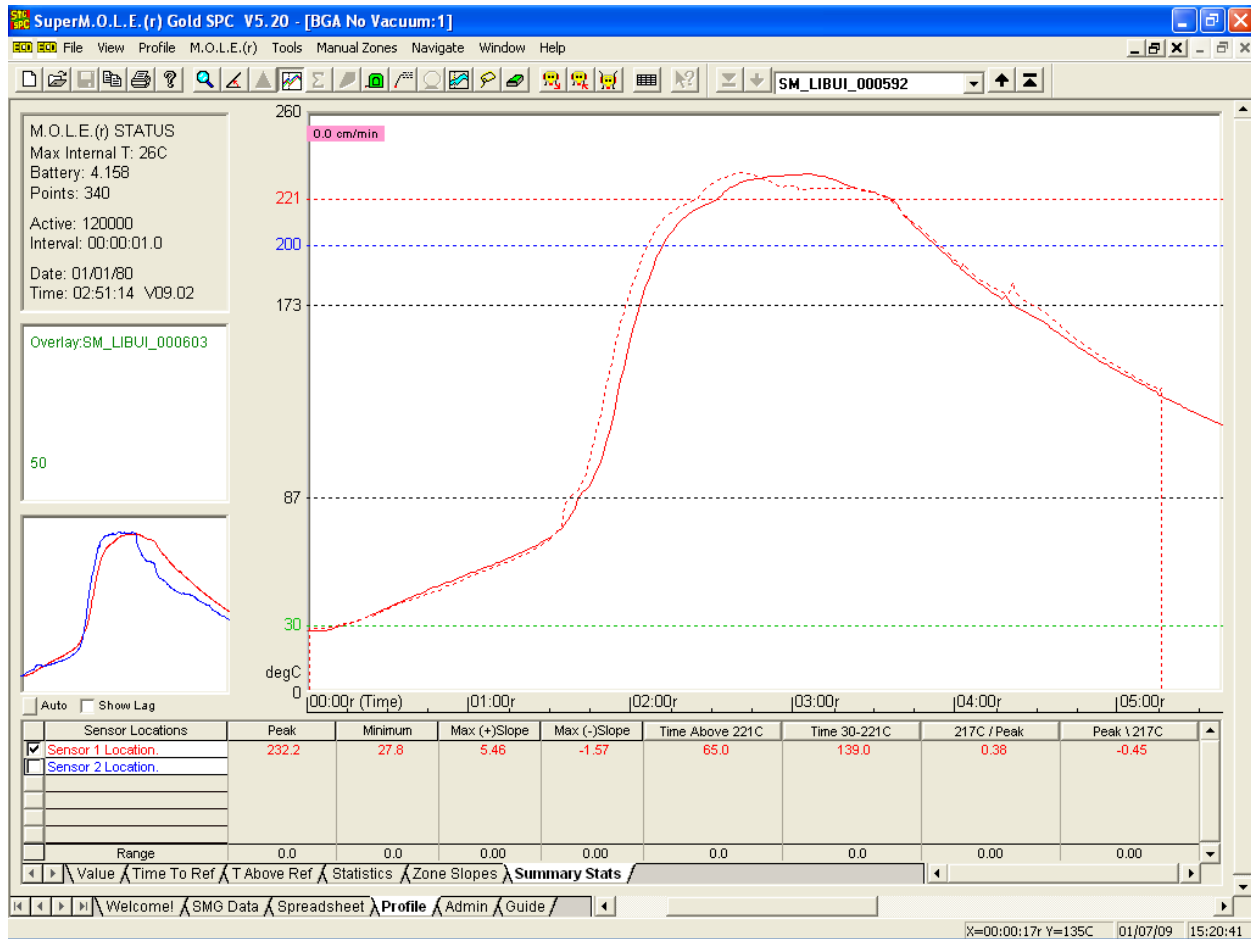 SuperM.O.L.E.(r) Gold SPC V5.20 - [BGA No Vacuum:1]
File View Profile M.O.L.E.(r) Tools Manual Zones Navigate Window Help
SM_LIBUI_000592
M.O.L.E.(r) STATUS
Max Internal T: 26C
Battery: 4.158
Points: 340
Active: 120000
Interval: 00:00:01.0
Date: 01/01/80
Time: 02:51:14 V09.02
Overlay:SM_LIBUI_000603
50
Auto Show Lag
260
0.0 cm/min
221
200
173
87
30
degC
0
00:00r (Time) 01:00r 02:00r 03:00r 04:00r 05:00r
Sensor Locations Peak Minimum Max (+)Slope Max (-)Slope Time Above 221C Time 30-221C 217C / Peak Peak \ 217C
Sensor 1 Location. 232.2 27.8 5.46 -1.57 65.0 139.0 0.38 -0.45
Sensor 2 Location.
Range 0.0 0.0 0.00 0.00 0.0 0.0 0.00 0.00
Value Time To Ref T Above Ref Statistics Zone Slopes Summary Stats
Welcome! SMG Data Spreadsheet Profile Admin Guide
X=00:00:17r Y=135C 01/07/09 15:20:41